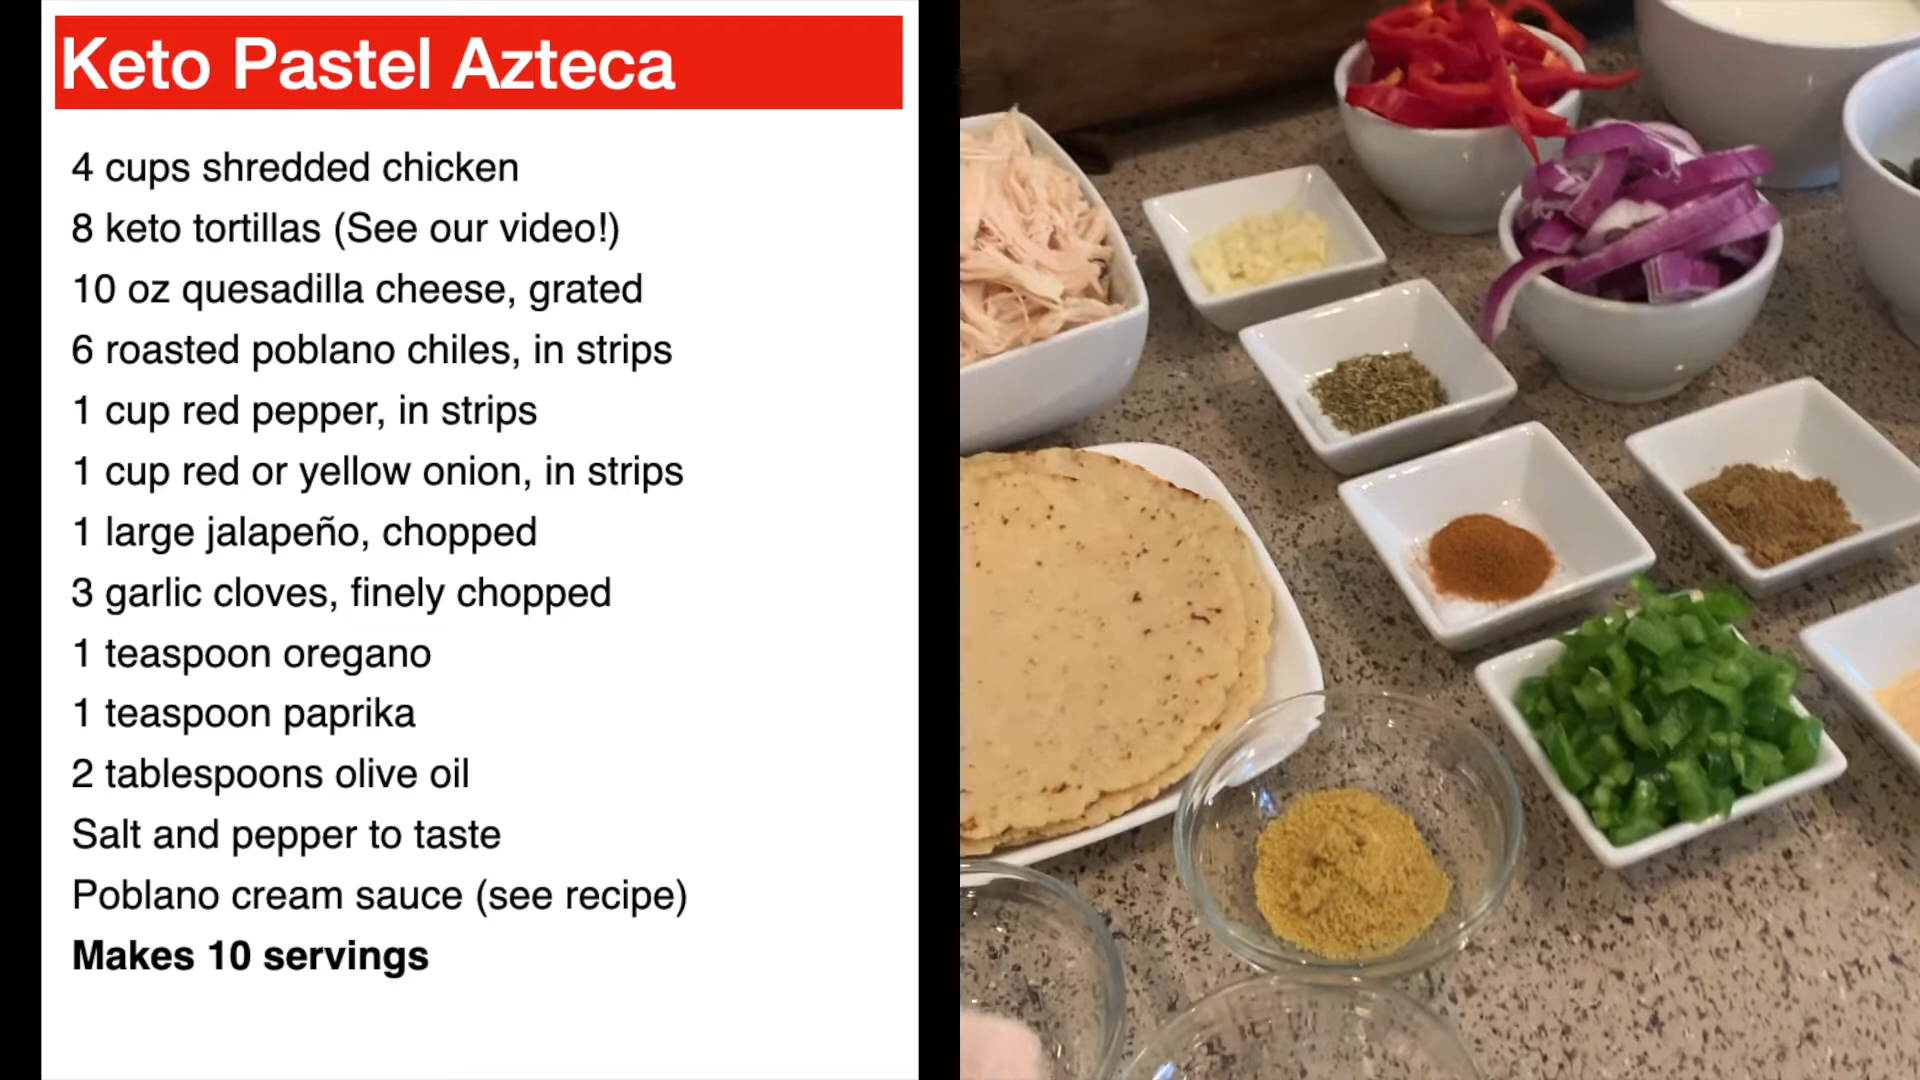 Keto Pastel Azteca
4 cups shredded chicken
8 keto tortillas (See our video!)
10 oz quesadilla cheese, grated
6 roasted poblano chiles, in strips
1 cup red pepper, in strips
1 cup red or yellow onion, in strips
1 large jalapeño, chopped
3 garlic cloves, finely chopped
1 teaspoon oregano
1 teaspoon paprika
2 tablespoons olive oil
Salt and pepper to taste
Poblano cream sauce (see recipe)
Makes 10 servings